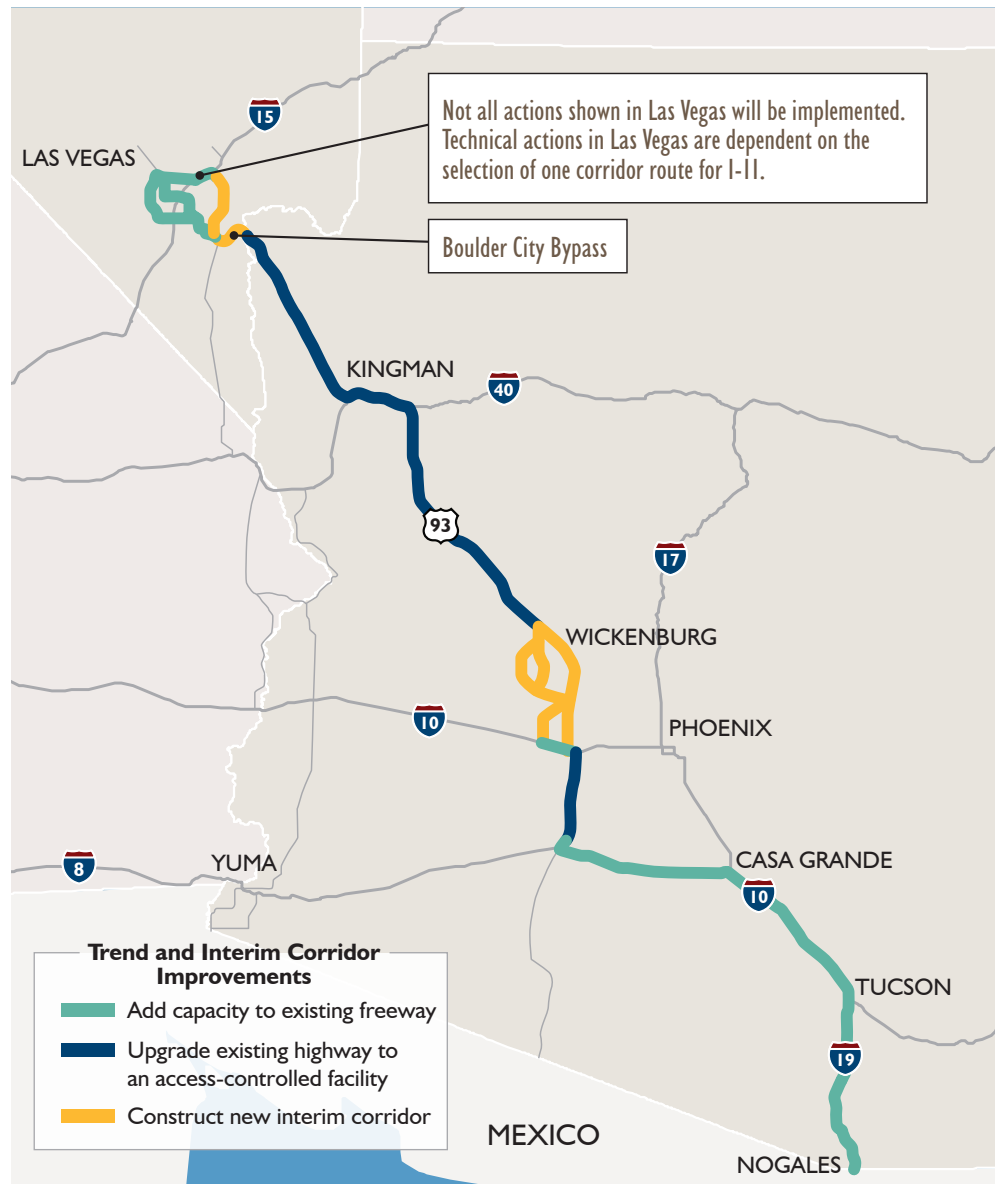 15
Not all actions shown in Las Vegas will be implemented.
Technical actions in Las Vegas are dependent on the
selection of one corridor route for I-11.
LAS VEGAS
Boulder City Bypass
KINGMAN
40
93
17
WICKENBURG
10
PHOENIX
8
YUMA
CASA GRANDE
10
Trend and Interim Corridor
Improvements
Add capacity to existing freeway
Upgrade existing highway to
an access-controlled facility
Construct new interim corridor
TUCSON
19
MEXICO
NOGALES